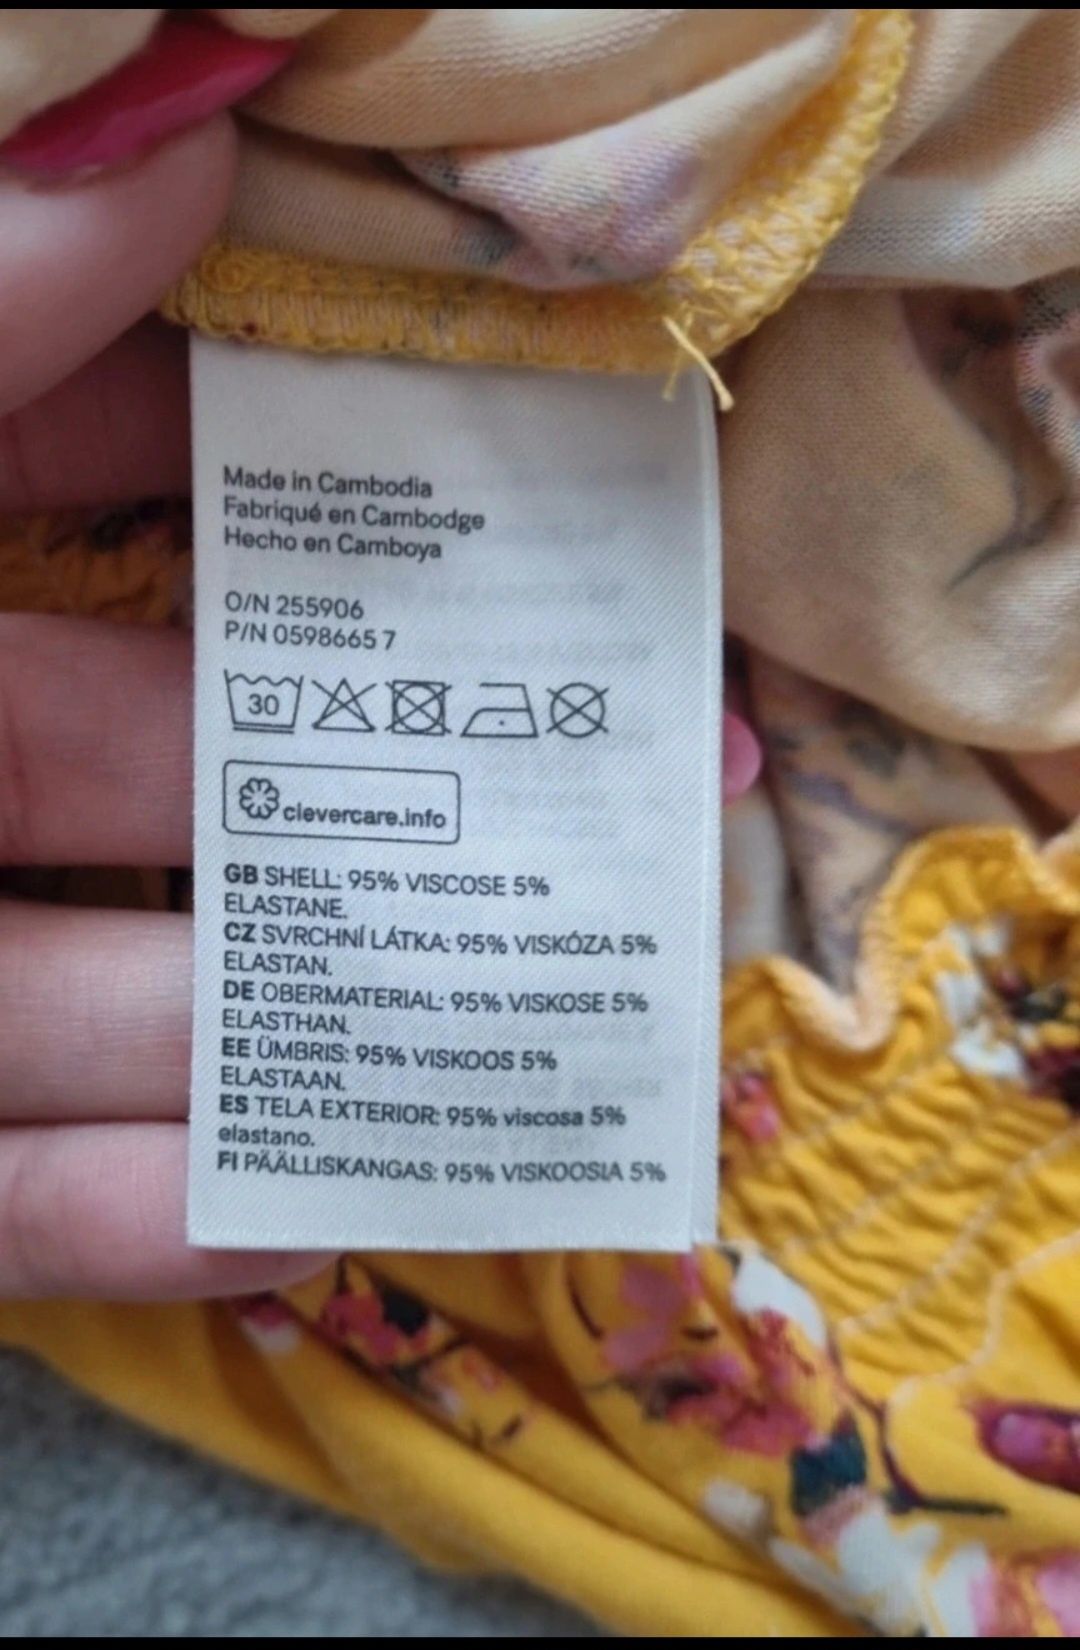 Made in Cambodia
Fabriqué en Cambodge
Hecho en Camboya
O/N 255906
P/N 0598665 7
30
clevercare.info
GB SHELL: 95% VISCOSE 5%
ELASTANE.
CZ SVRCHNÍ LÁTKA: 95% VISKÓZA 5%
ELASTAN.
DE OBERMATERIAL: 95% VISKOSE 5%
ELASTHAN.
EE ÜMBRIS: 95% VISKOOS 5%
ELASTAAN.
ES TELA EXTERIOR: 95% viscosa 5%
elastano.
FI PÄÄLLISKANGAS: 95% VISKOOSIA 5%